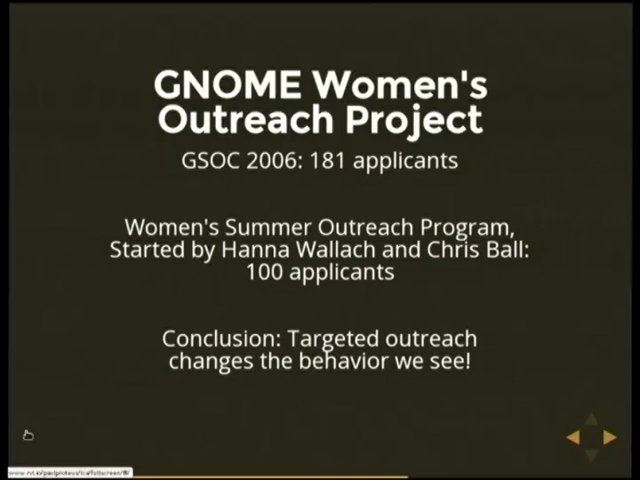 GNOME Women's
Outreach Project
GSOC 2006: 181 applicants
Women's Summer Outreach Program,
Started by Hanna Wallach and Chris Ball:
100 applicants
Conclusion: Targeted outreach
changes the behavior we see!